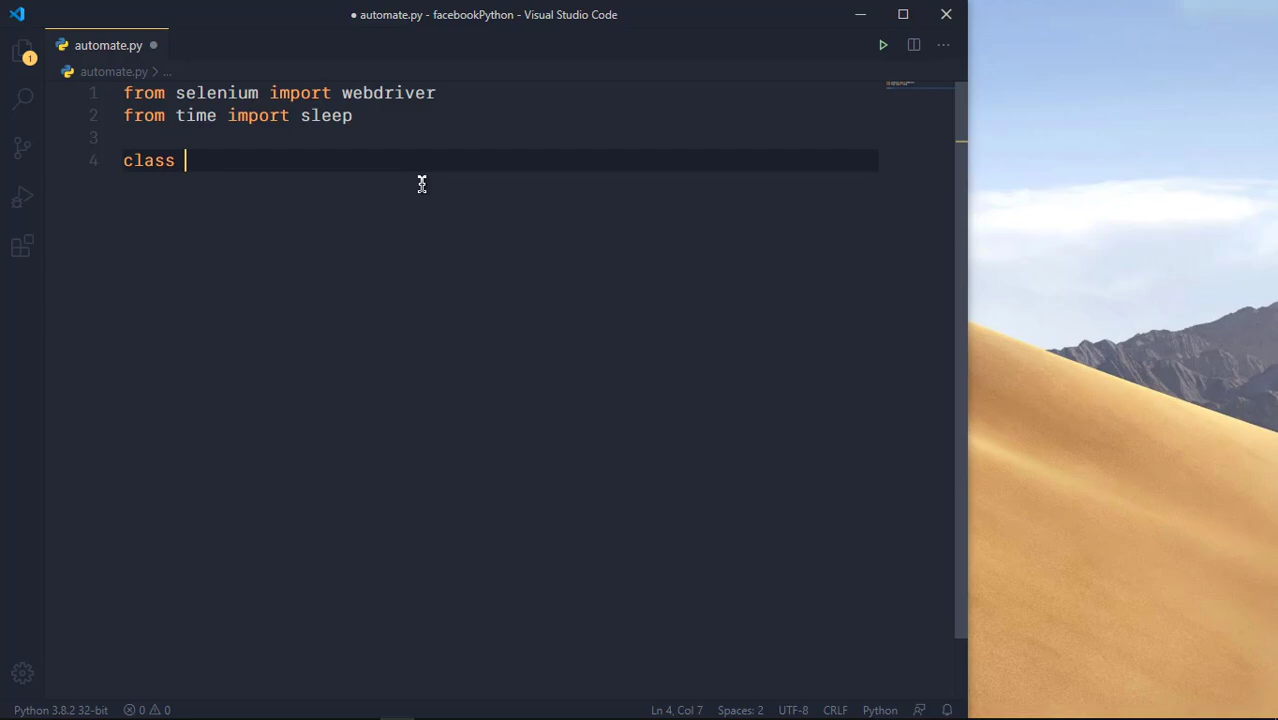 ● automate.py - facebookPython - Visual Studio Code
automate.py ●
1
automate.py > ...
1 from selenium import webdriver
2 from time import sleep
3
4 class
Python 3.8.2 32-bit 0 0 Ln 4, Col 7 Spaces: 2 UTF-8 CRLF Python